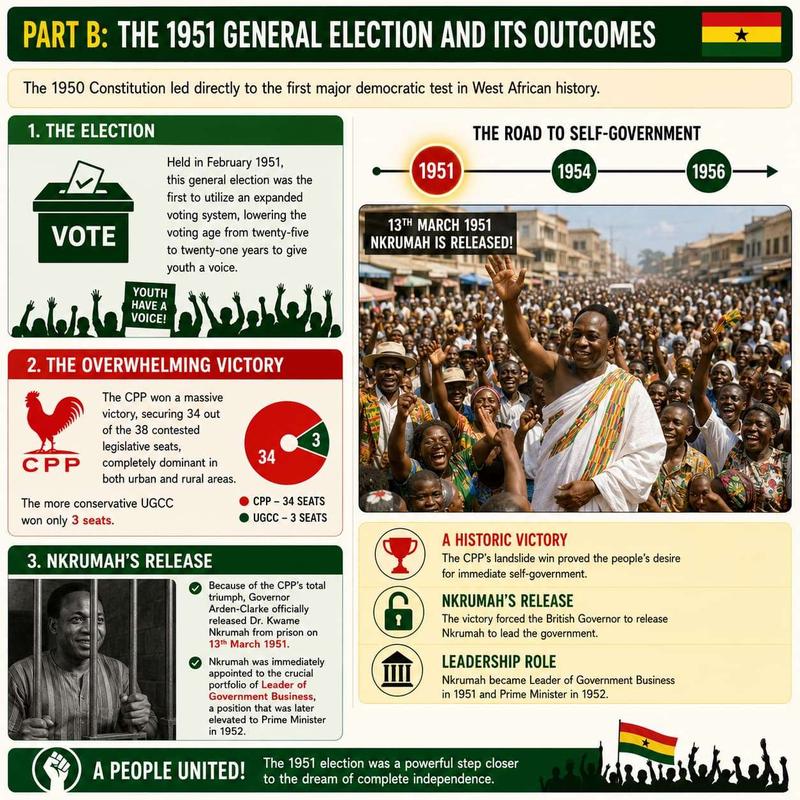 PART B: THE 1951 GENERAL ELECTION AND ITS OUTCOMES
The 1950 Constitution led directly to the first major democratic test in West African history.
1. THE ELECTION
Held in February 1951,
this general election was the
first to utilize an expanded
voting system, lowering the
voting age from twenty-five
to twenty-one years to give
youth a voice.
VOTE
YOUTH
HAVE A
VOICE!
2. THE OVERWHELMING VICTORY
CPP
The CPP won a massive
victory, securing 34 out
of the 38 contested
legislative seats,
completely dominant in
both urban and rural areas.
34
3
CPP – 34 SEATS
UGCC – 3 SEATS
The more conservative UGCC
won only 3 seats.
3. NKRUMAH'S RELEASE
Because of the CPP's total
triumph, Governor
Arden-Clarke officially
released Dr. Kwame
Nkrumah from prison on
13th March 1951.
Nkrumah was immediately
appointed to the crucial
portfolio of Leader of
Government Business,
a position that was later
elevated to Prime Minister
in 1952.
THE ROAD TO SELF-GOVERNMENT
1951
1954
1956
13TH MARCH 1951
NKRUMAH IS RELEASED!
A HISTORIC VICTORY
The CPP's landslide win proved the people's desire
for immediate self-government.
NKRUMAH'S RELEASE
The victory forced the British Governor to release
Nkrumah to lead the government.
LEADERSHIP ROLE
Nkrumah became Leader of Government Business
in 1951 and Prime Minister in 1952.
A PEOPLE UNITED!
The 1951 election was a powerful step closer
to the dream of complete independence.